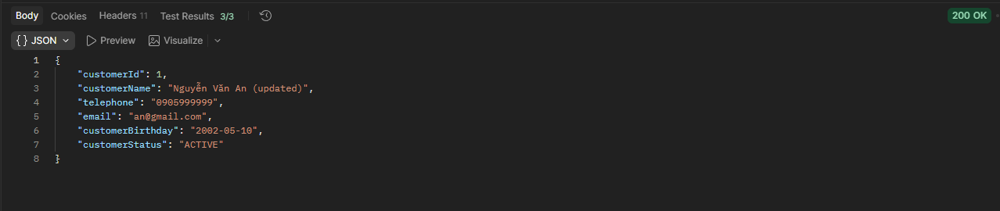 Body Cookies Headers 11 Test Results 3/3 200 OK
{} JSON Preview Visualize
1 {
2 "customerId": 1,
3 "customerName": "Nguyễn Văn An (updated)",
4 "telephone": "0905999999",
5 "email": "an@gmail.com",
6 "customerBirthday": "2002-05-10",
7 "customerStatus": "ACTIVE"
8 }